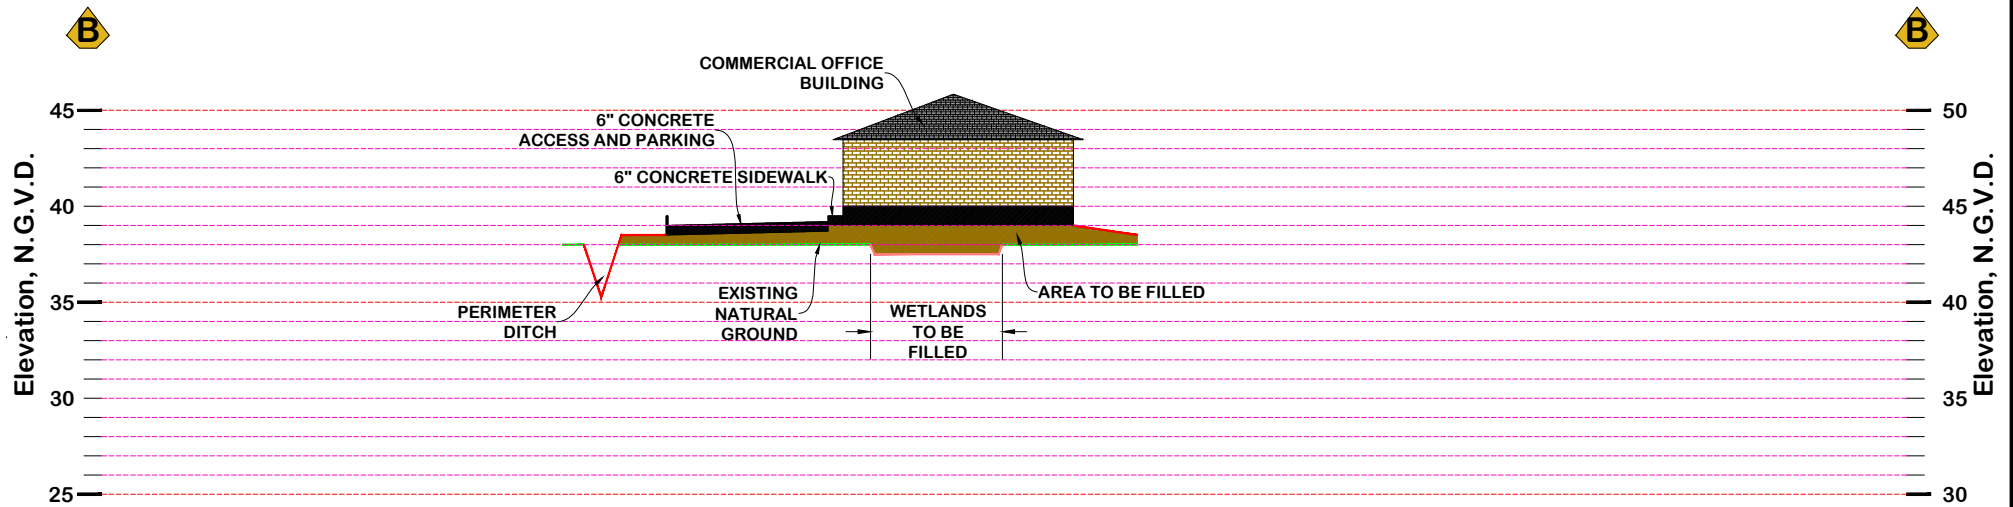 B
B
COMMERCIAL OFFICE
BUILDING
45
50
6" CONCRETE
ACCESS AND PARKING
6" CONCRETE SIDEWALK
40
45
Elevation, N.G.V.D.
Elevation, N.G.V.D.
EXISTING
NATURAL
GROUND
AREA TO BE FILLED
35
40
PERIMETER
DITCH
WETLANDS
TO BE
FILLED
30
35
25
30